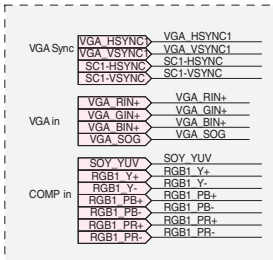 VGA Sync
VGA_HSYNC1 VGA_HSYNC1
VGA_VSYNC1 VGA_VSYNC1
SC1-HSYNC SC1-HSYNC
SC1-VSYNC SC1-VSYNC
VGA in
VGA_RIN+ VGA_RIN+
VGA_GIN+ VGA_GIN+
VGA_BIN+ VGA_BIN+
VGA_SOG VGA_SOG
COMP in
SOY_YUV SOY_YUV
RGB1_Y+ RGB1_Y+
RGB1_Y- RGB1_Y-
RGB1_PB+ RGB1_PB+
RGB1_PB- RGB1_PB-
RGB1_PR+ RGB1_PR+
RGB1_PR- RGB1_PR-